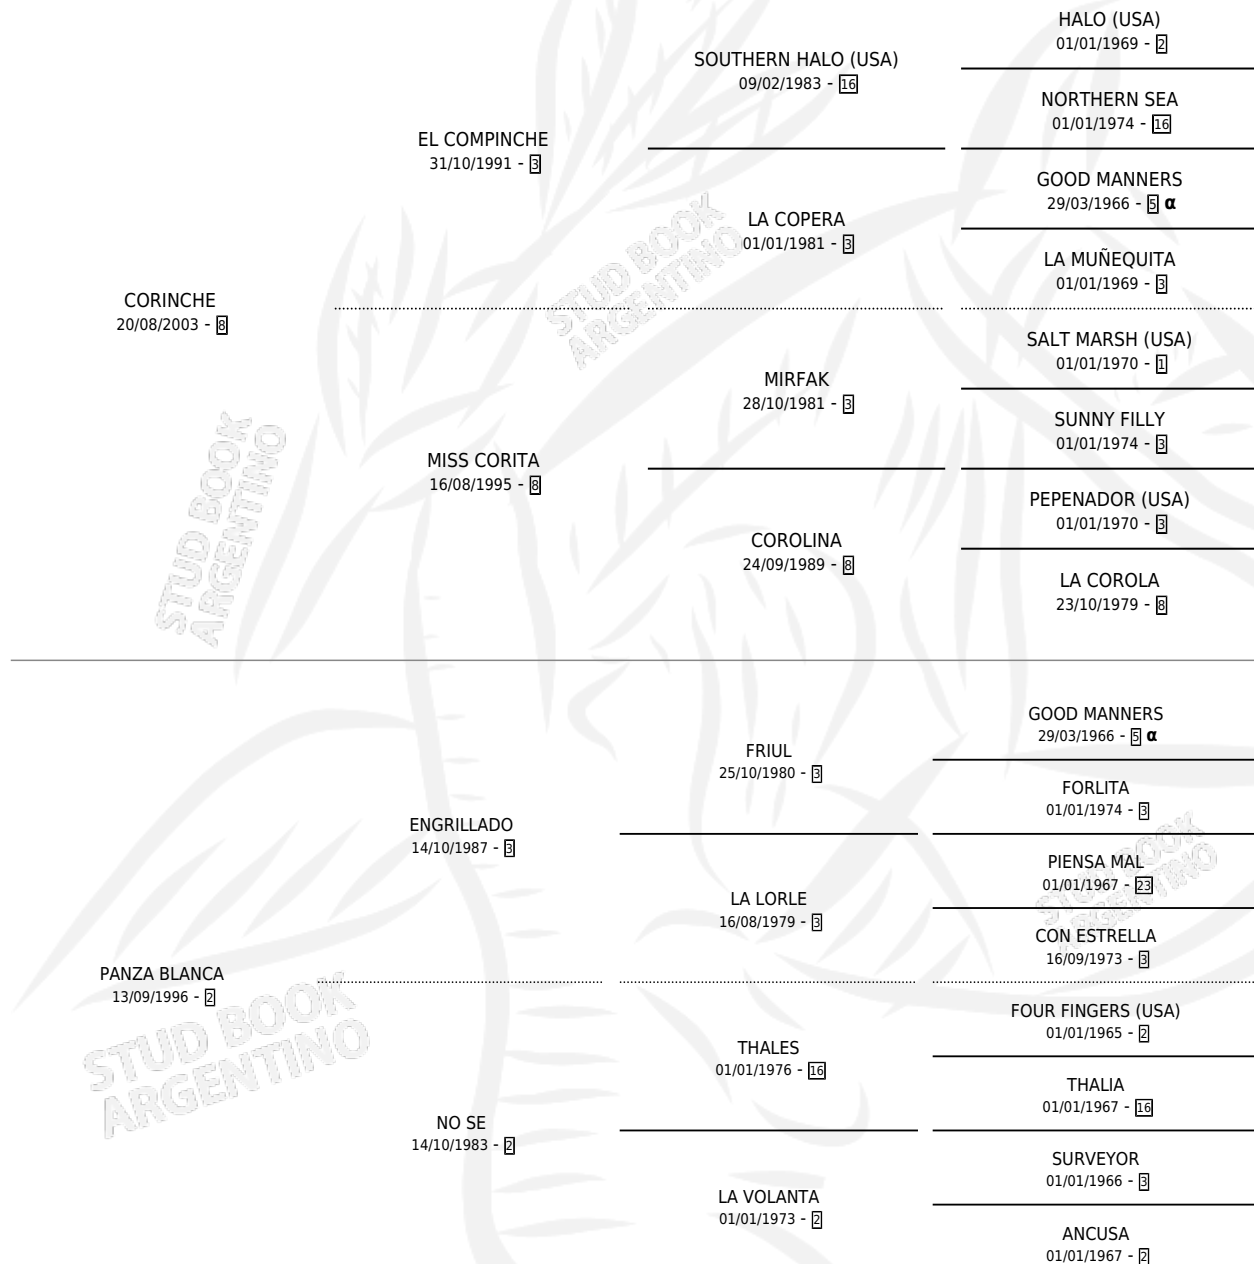 HALO (USA)
01/01/1969 - 2
SOUTHERN HALO (USA)
09/02/1983 - 16
NORTHERN SEA
01/01/1974 - 16
EL COMPINCHE
31/10/1991 - 3
GOOD MANNERS
29/03/1966 - 5 α
LA COPERA
01/01/1981 - 3
LA MUÑEQUITA
01/01/1969 - 3
CORINCHE
20/08/2003 - 8
SALT MARSH (USA)
01/01/1970 - 1
MIRFAK
28/10/1981 - 3
SUNNY FILLY
01/01/1974 - 3
MISS CORITA
16/08/1995 - 8
PEPENADOR (USA)
01/01/1970 - 3
COROLINA
24/09/1989 - 8
LA COROLA
23/10/1979 - 8
GOOD MANNERS
29/03/1966 - 5 α
FRIUL
25/10/1980 - 3
FORLITA
01/01/1974 - 3
ENGRILLADO
14/10/1987 - 3
PIENSA MAL
01/01/1967 - 23
LA LORLE
16/08/1979 - 3
CON ESTRELLA
16/09/1973 - 3
PANZA BLANCA
13/09/1996 - 2
FOUR FINGERS (USA)
01/01/1965 - 2
THALES
01/01/1976 - 16
THALIA
01/01/1967 - 16
NO SE
14/10/1983 - 2
SURVEYOR
01/01/1966 - 3
LA VOLANTA
01/01/1973 - 2
ANCUSA
01/01/1967 - 2
STUD BOOK
ARGENTINO
STUD BOOK
ARGENTINO
STUD BOOK
ARGENTINO
STUD BOOK
ARGENTINO